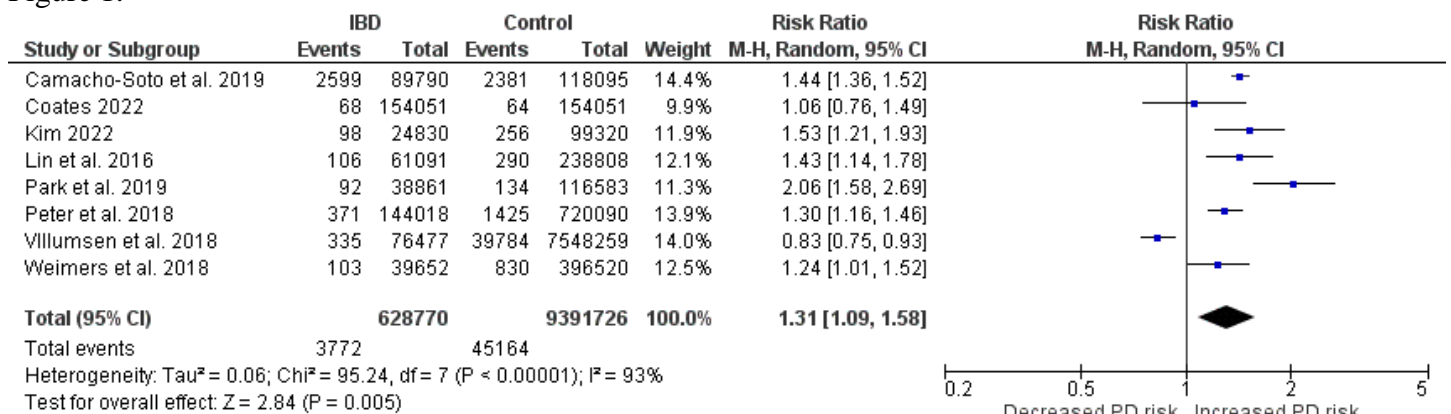 Figure 1.
IBD Control Risk Ratio Risk Ratio
Study or Subgroup Events Total Events Total Weight M-H, Random, 95% CI M-H, Random, 95% CI
Camacho-Soto et al. 2019 2599 89790 2381 118095 14.4% 1.44 [1.36, 1.52]
Coates 2022 68 154051 64 154051 9.9% 1.06 [0.76, 1.49]
Kim 2022 98 24830 256 99320 11.9% 1.53 [1.21, 1.93]
Lin et al. 2016 106 61091 290 238808 12.1% 1.43 [1.14, 1.78]
Park et al. 2019 92 38861 134 116583 11.3% 2.06 [1.58, 2.69]
Peter et al. 2018 371 144018 1425 720090 13.9% 1.30 [1.16, 1.46]
VIllumsen et al. 2018 335 76477 39784 7548259 14.0% 0.83 [0.75, 0.93]
Weimers et al. 2018 103 39652 830 396520 12.5% 1.24 [1.01, 1.52]
Total (95% CI) 628770 9391726 100.0% 1.31 [1.09, 1.58]
Total events 3772 45164
Heterogeneity: Tau² = 0.06; Chi² = 95.24, df = 7 (P < 0.00001); I² = 93%
Test for overall effect: Z = 2.84 (P = 0.005)
0.2 0.5 1 2 5
Decreased PD risk Increased PD risk